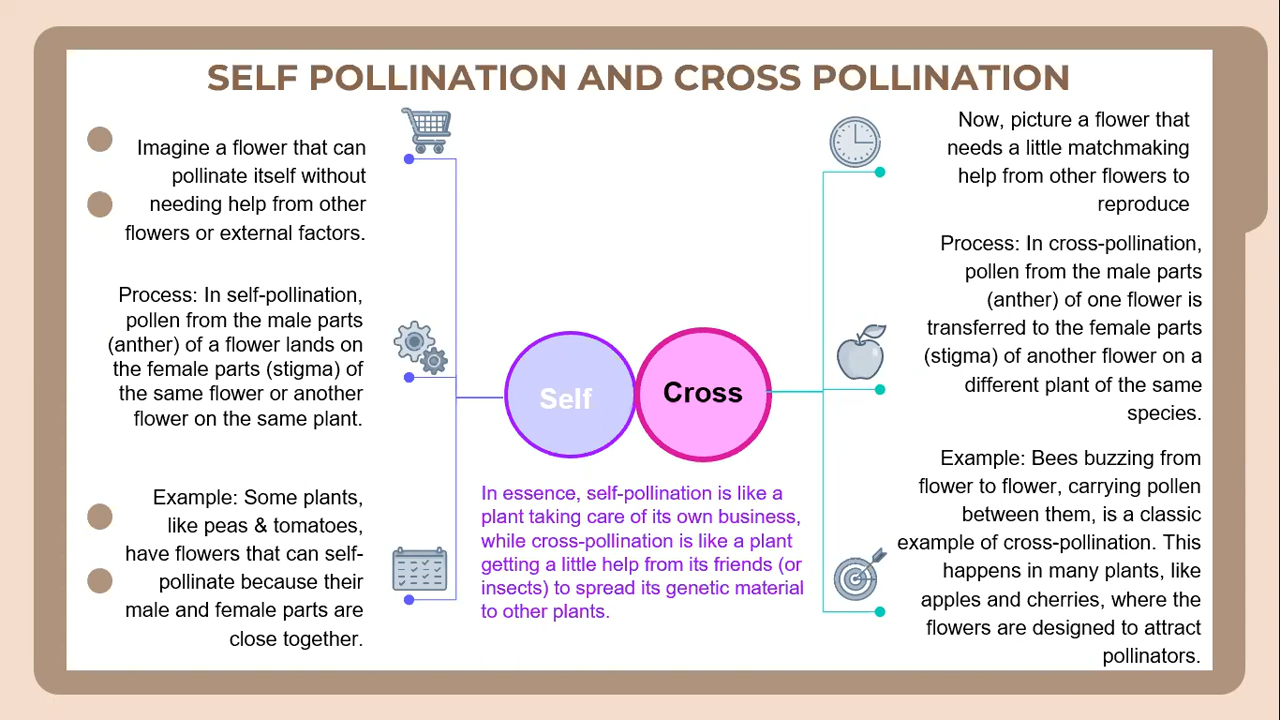 SELF POLLINATION AND CROSS POLLINATION
Imagine a flower that can
pollinate itself without
needing help from other
flowers or external factors.
Process: In self-pollination,
pollen from the male parts
(anther) of a flower lands on
the female parts (stigma) of
the same flower or another
flower on the same plant.
Example: Some plants,
like peas & tomatoes,
have flowers that can self-
pollinate because their
male and female parts are
close together.
Self
Cross
In essence, self-pollination is like a
plant taking care of its own business,
while cross-pollination is like a plant
getting a little help from its friends (or
insects) to spread its genetic material
to other plants.
Now, picture a flower that
needs a little matchmaking
help from other flowers to
reproduce
Process: In cross-pollination,
pollen from the male parts
(anther) of one flower is
transferred to the female parts
(stigma) of another flower on a
different plant of the same
species.
Example: Bees buzzing from
flower to flower, carrying pollen
between them, is a classic
example of cross-pollination. This
happens in many plants, like
apples and cherries, where the
flowers are designed to attract
pollinators.